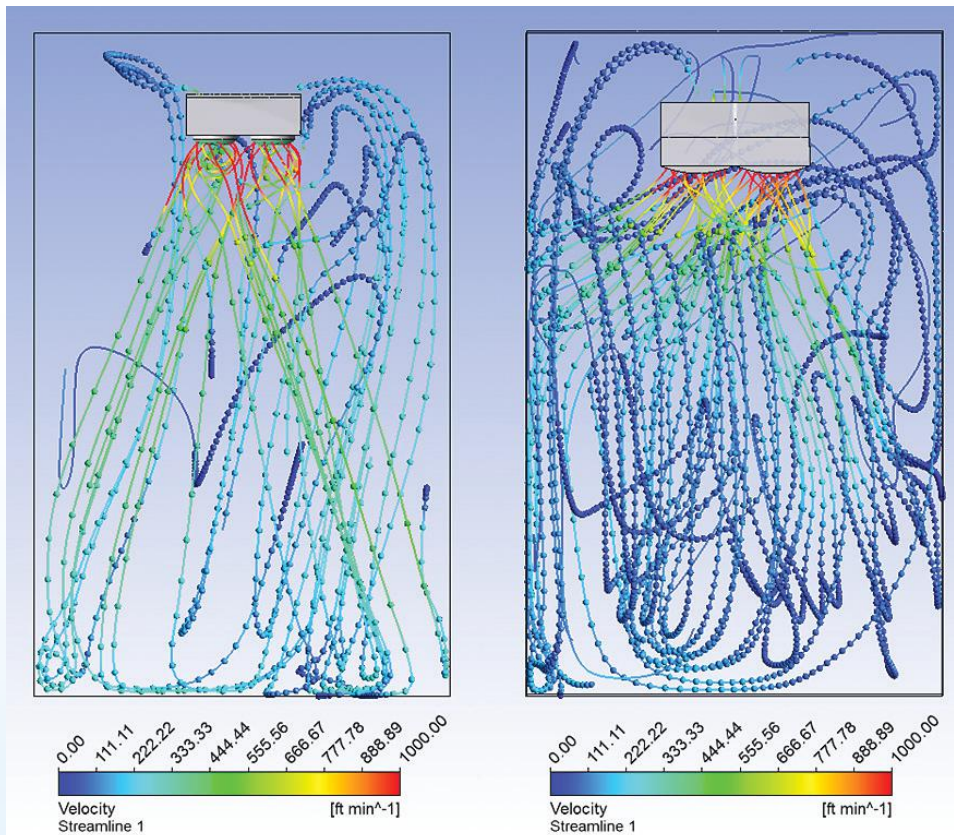 0.00 111.11 222.22 333.33 444.44 555.56 666.67 777.78 888.89 1000.00
Velocity [ft min^-1]
Streamline 1
0.00 111.11 222.22 333.33 444.44 555.56 666.67 777.78 888.89 1000.00
Velocity [ft min^-1]
Streamline 1